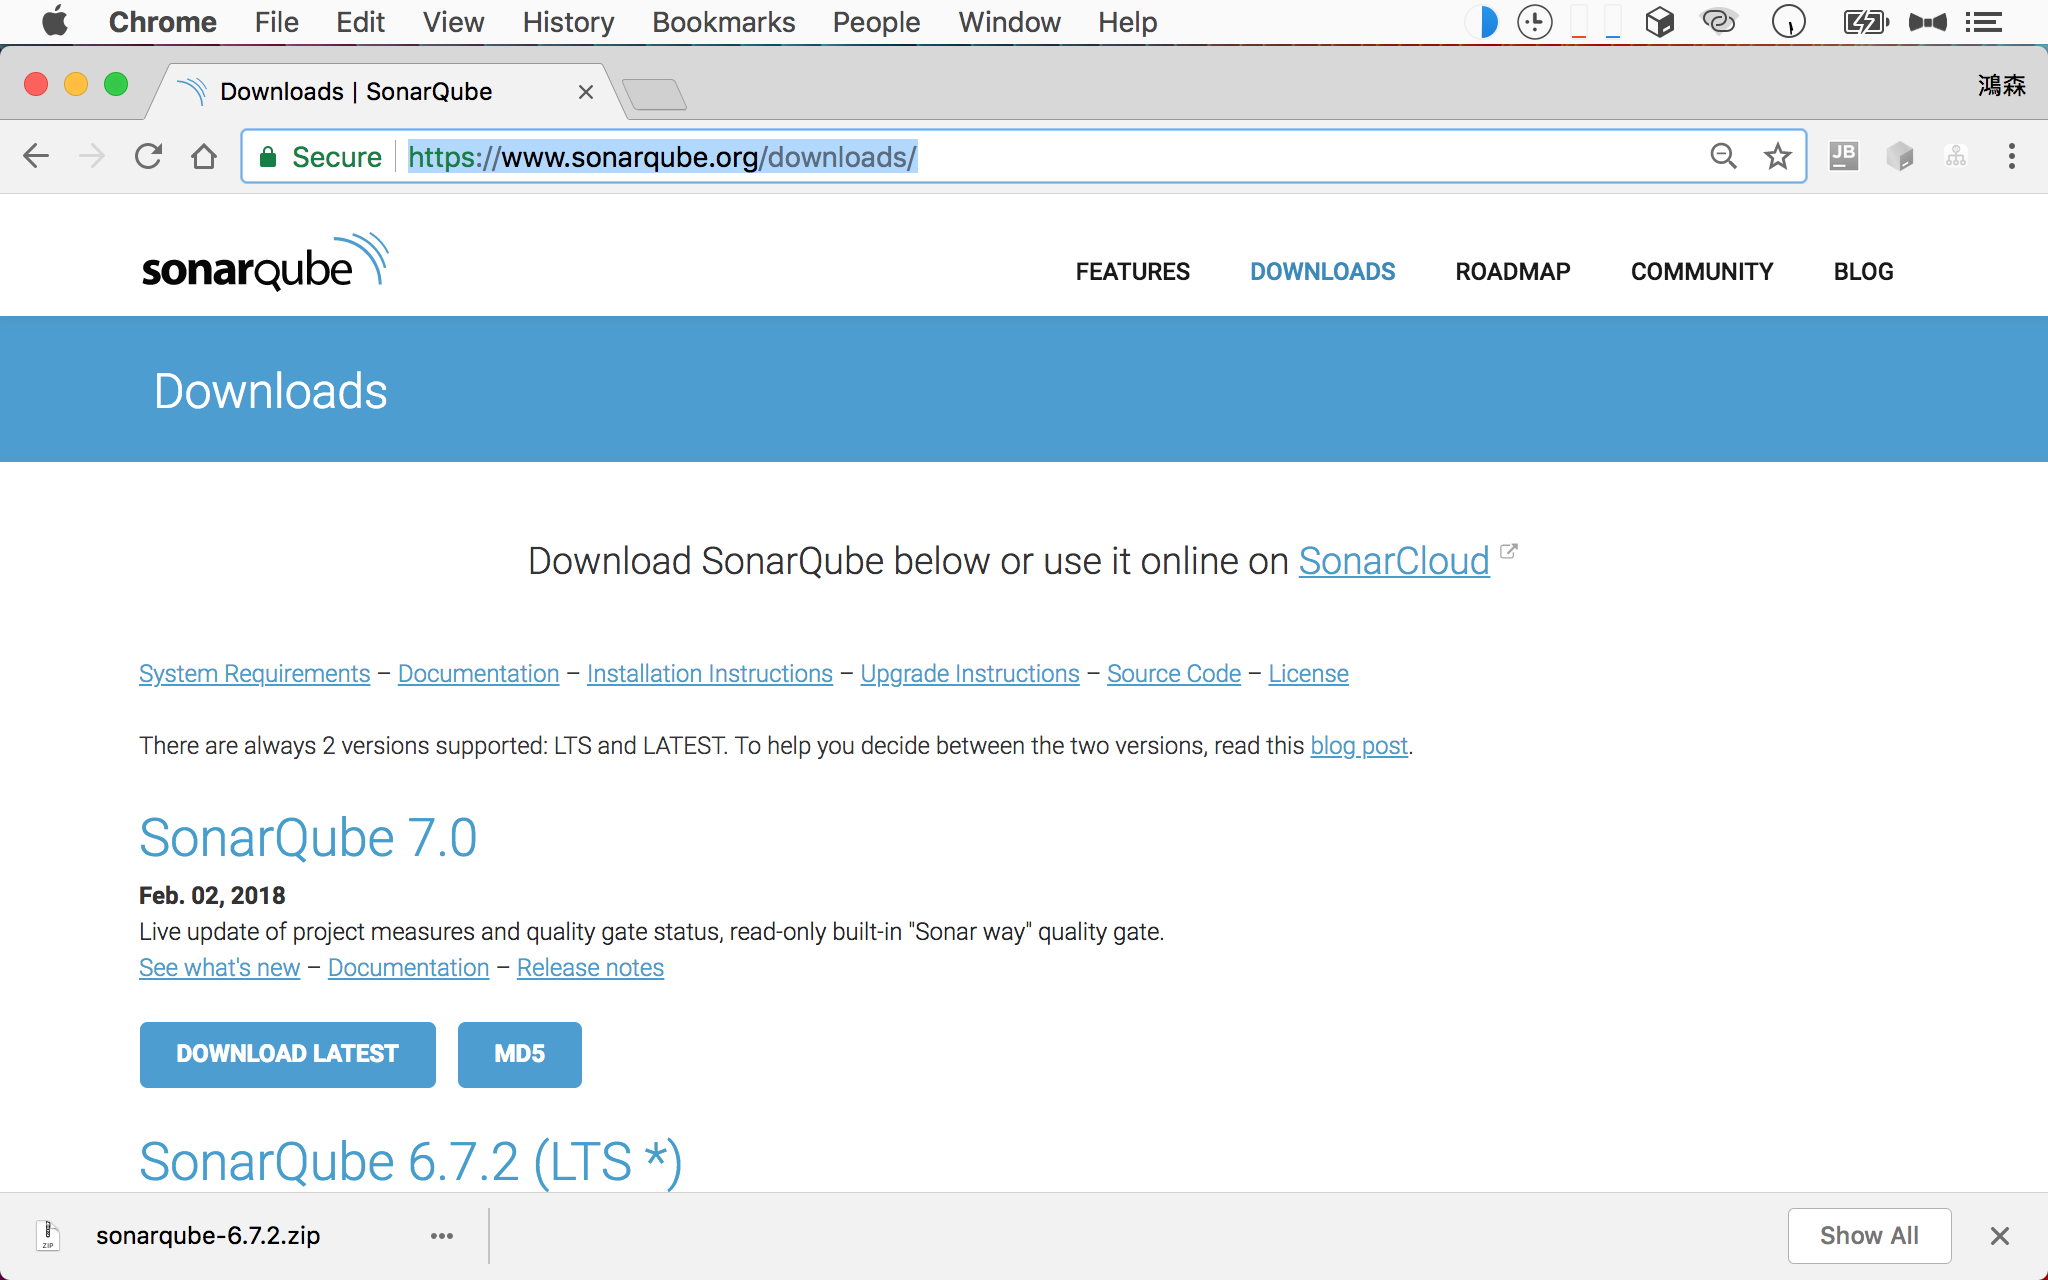 Chrome File Edit View History Bookmarks People Window Help
Downloads | SonarQube
鴻森
Secure https://www.sonarqube.org/downloads/
JB
sonarqube
FEATURES DOWNLOADS ROADMAP COMMUNITY BLOG
Downloads
Download SonarQube below or use it online on SonarCloud
System Requirements – Documentation – Installation Instructions – Upgrade Instructions – Source Code – License
There are always 2 versions supported: LTS and LATEST. To help you decide between the two versions, read this blog post.
SonarQube 7.0
Feb. 02, 2018
Live update of project measures and quality gate status, read-only built-in "Sonar way" quality gate.
See what's new – Documentation – Release notes
DOWNLOAD LATEST MD5
SonarQube 6.7.2 (LTS *)
ZIP
sonarqube-6.7.2.zip
Show All